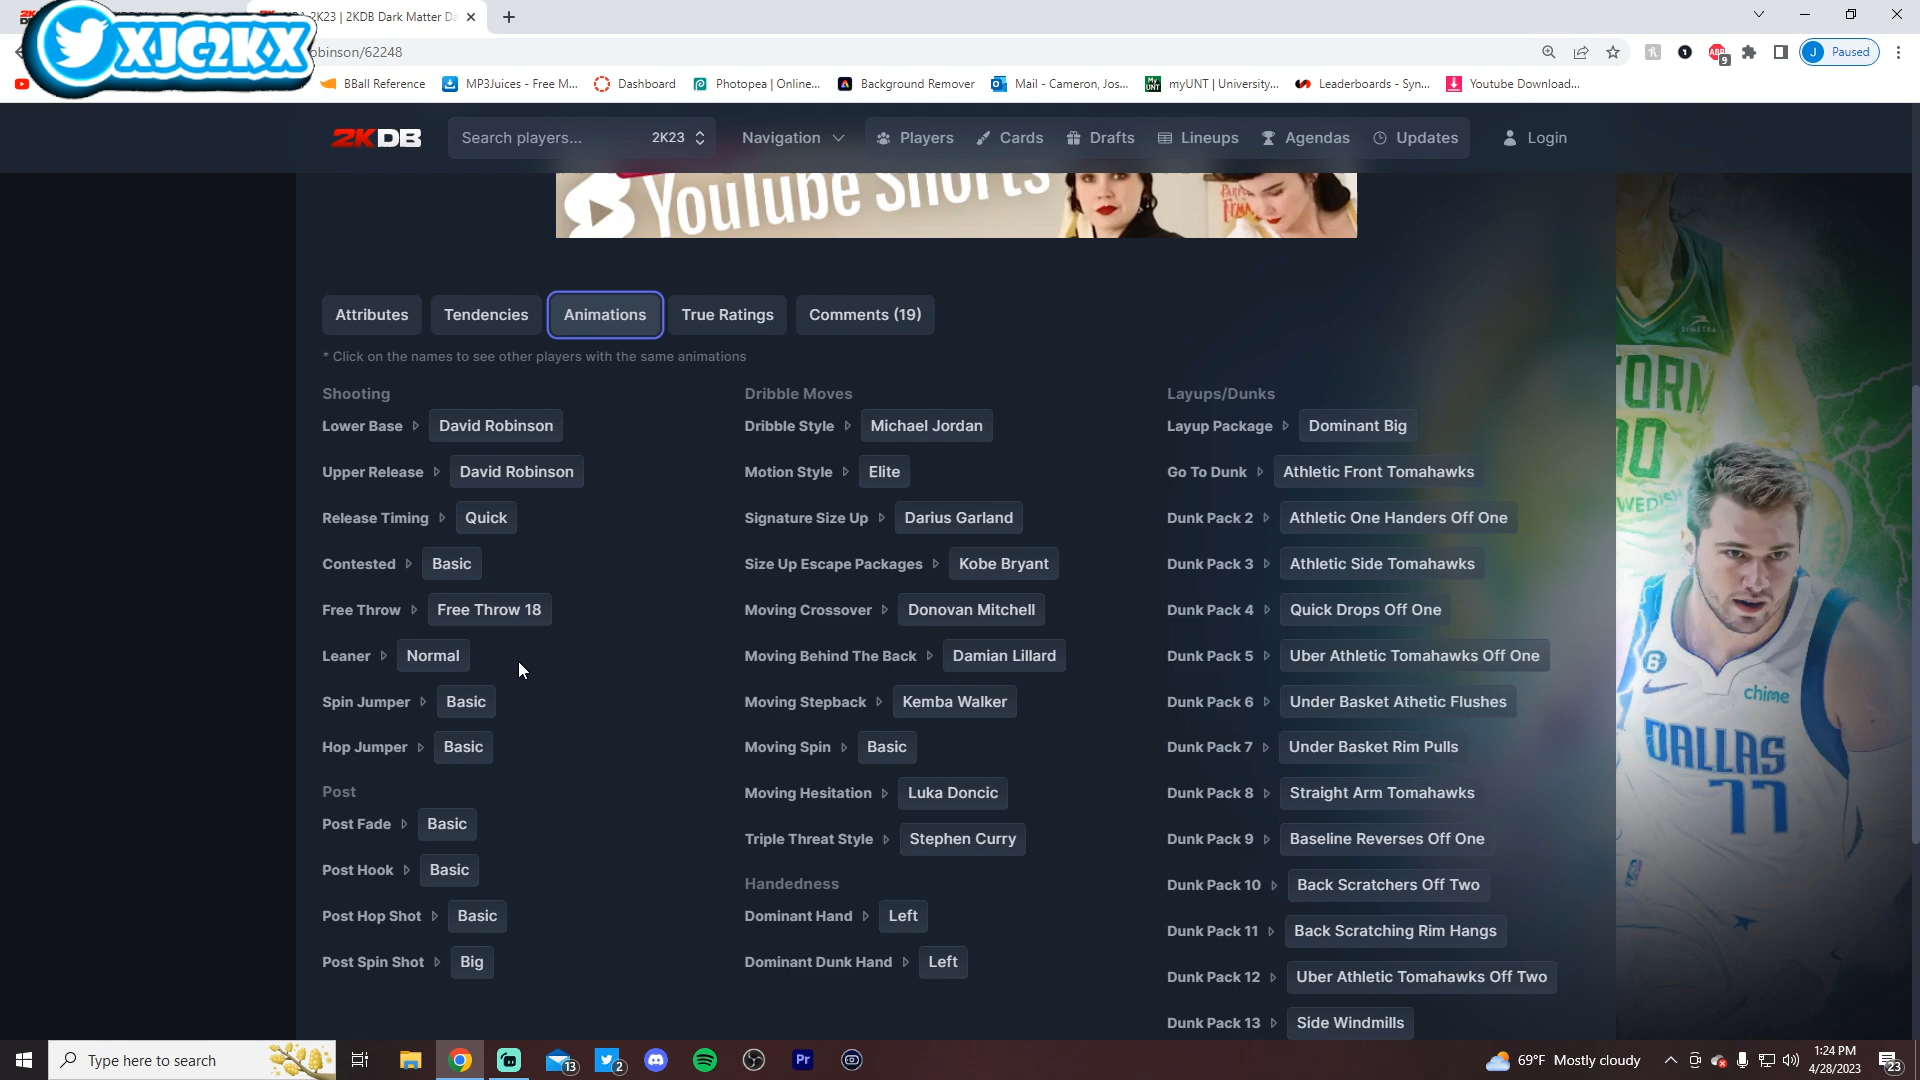 XJC2KX
2K23 | 2KDB Dark Matter Da
obinson/62248
ABP
9
J Paused
BBall Reference
MP3Juices - Free M...
Dashboard
Photopea | Online...
Background Remover
Mail - Cameron, Jos...
myUNT | University...
Leaderboards - Syn...
Youtube Download...
2KDB
Search players...
2K23
Navigation
Players
Cards
Drafts
Lineups
Agendas
Updates
Login
YouTube Shorts
Attributes
Tendencies
Animations
True Ratings
Comments (19)
* Click on the names to see other players with the same animations
Shooting
Lower Base David Robinson
Upper Release David Robinson
Release Timing Quick
Contested Basic
Free Throw Free Throw 18
Leaner Normal
Spin Jumper Basic
Hop Jumper Basic
Post
Post Fade Basic
Post Hook Basic
Post Hop Shot Basic
Post Spin Shot Big
Dribble Moves
Dribble Style Michael Jordan
Motion Style Elite
Signature Size Up Darius Garland
Size Up Escape Packages Kobe Bryant
Moving Crossover Donovan Mitchell
Moving Behind The Back Damian Lillard
Moving Stepback Kemba Walker
Moving Spin Basic
Moving Hesitation Luka Doncic
Triple Threat Style Stephen Curry
Handedness
Dominant Hand Left
Dominant Dunk Hand Left
Layups/Dunks
Layup Package Dominant Big
Go To Dunk Athletic Front Tomahawks
Dunk Pack 2 Athletic One Handers Off One
Dunk Pack 3 Athletic Side Tomahawks
Dunk Pack 4 Quick Drops Off One
Dunk Pack 5 Uber Athletic Tomahawks Off One
Dunk Pack 6 Under Basket Athetic Flushes
Dunk Pack 7 Under Basket Rim Pulls
Dunk Pack 8 Straight Arm Tomahawks
Dunk Pack 9 Baseline Reverses Off One
Dunk Pack 10 Back Scratchers Off Two
Dunk Pack 11 Back Scratching Rim Hangs
Dunk Pack 12 Uber Athletic Tomahawks Off Two
Dunk Pack 13 Side Windmills
SYMETRA
SWEDISH
6
chime
DALLAS
77
Type here to search
13
2
Pr
69°F Mostly cloudy
1:24 PM
4/28/2023
23